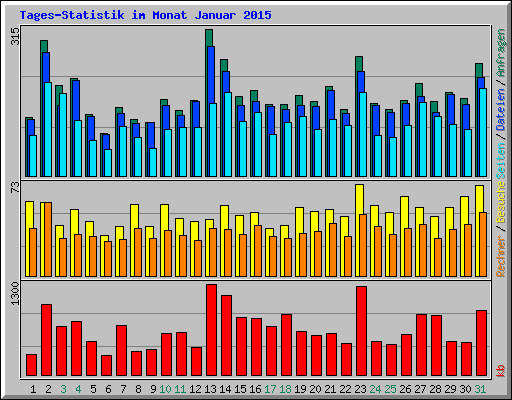 Tages-Statistik im Monat Januar 2015
315
73
1300
Rechner / Besuche Seiten / Dateien / Anfragen
kb
1 2 3 4 5 6 7 8 9 10 11 12 13 14 15 16 17 18 19 20 21 22 23 24 25 26 27 28 29 30 31